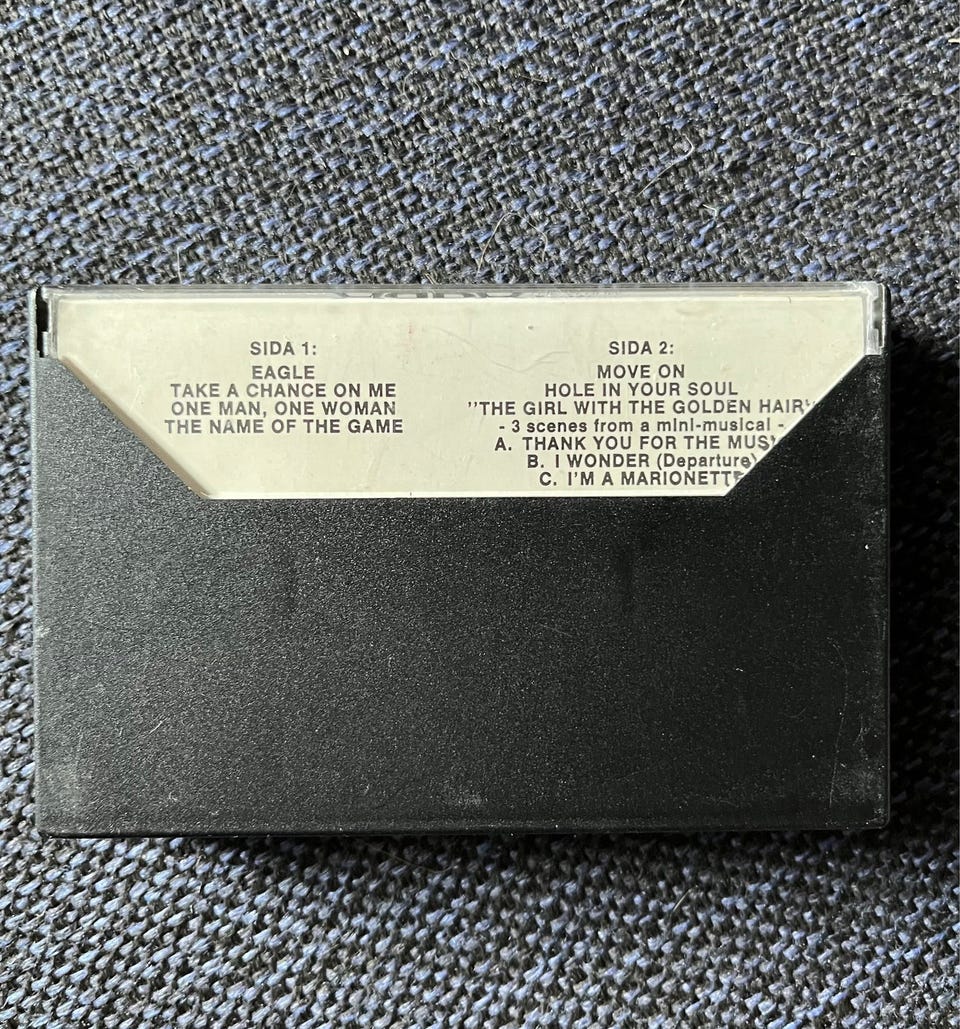 SIDA 1:
EAGLE
TAKE A CHANCE ON ME
ONE MAN, ONE WOMAN
THE NAME OF THE GAME
SIDA 2:
MOVE ON
HOLE IN YOUR SOUL
"THE GIRL WITH THE GOLDEN HAIR"
- 3 scenes from a mini-musical -
A. THANK YOU FOR THE
B. I WONDER (Departure)
C. I'M A MARIONETTE